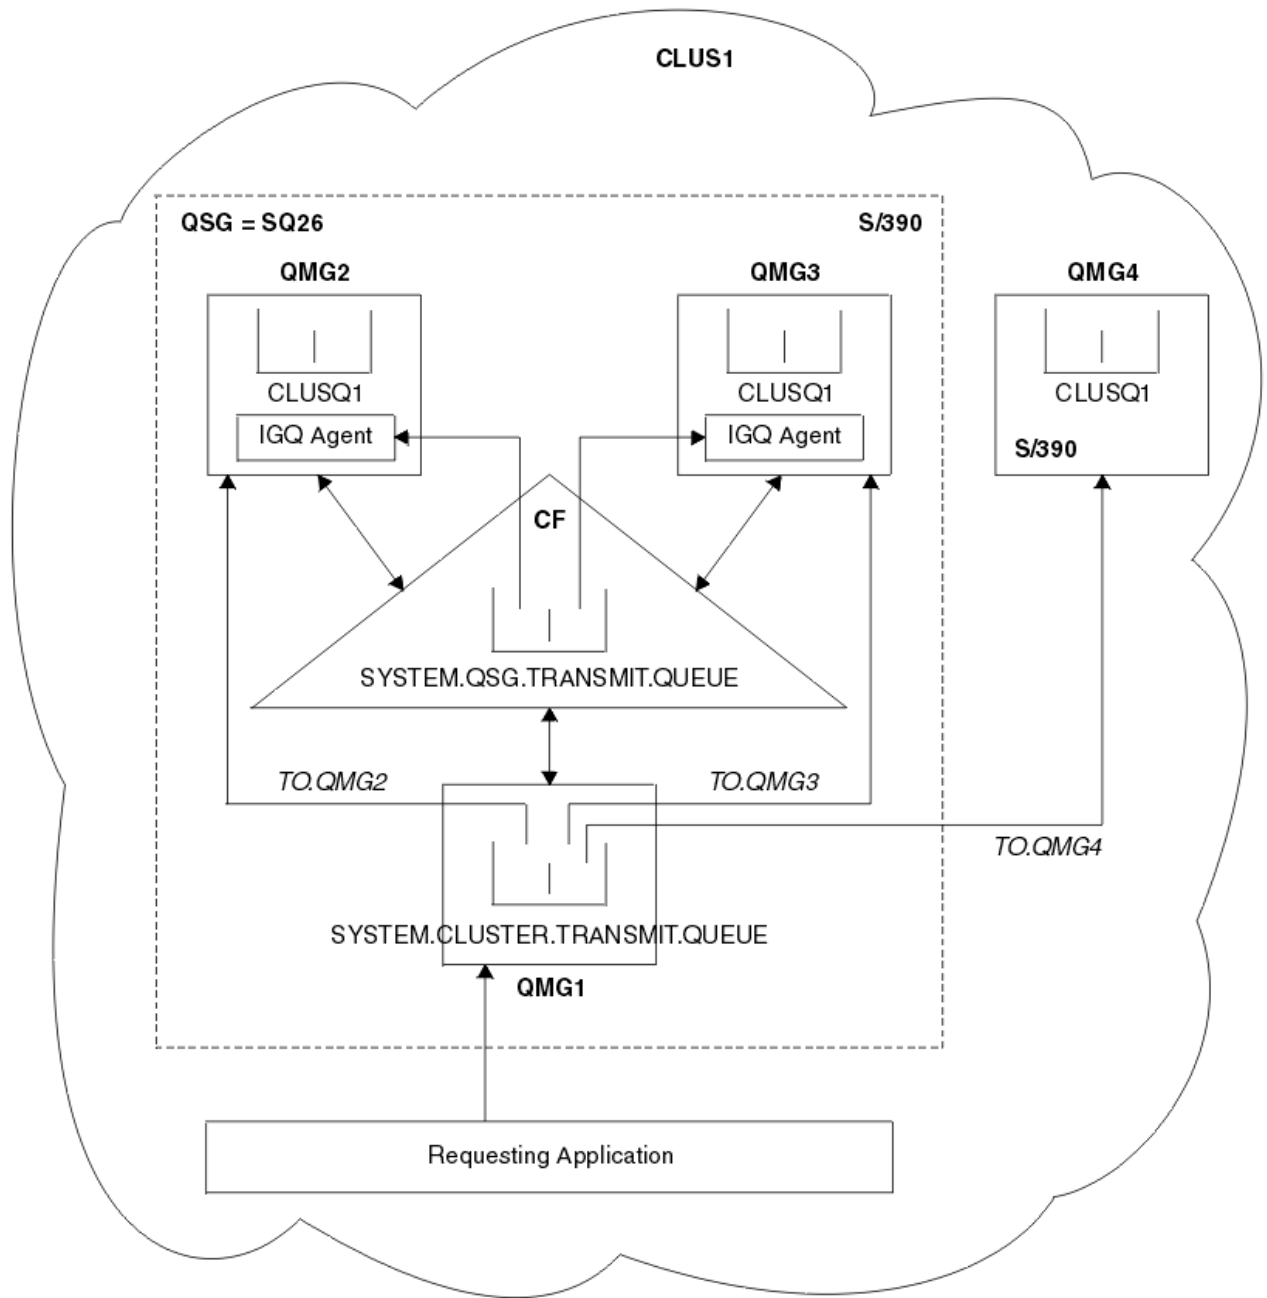 CLUS1
QSG = SQ26
S/390
QMG2
QMG3
QMG4
CLUSQ1
CLUSQ1
CLUSQ1
IGQ Agent
IGQ Agent
S/390
CF
SYSTEM.QSG.TRANSMIT.QUEUE
TO.QMG2
TO.QMG3
TO.QMG4
SYSTEM.CLUSTER.TRANSMIT.QUEUE
QMG1
Requesting Application